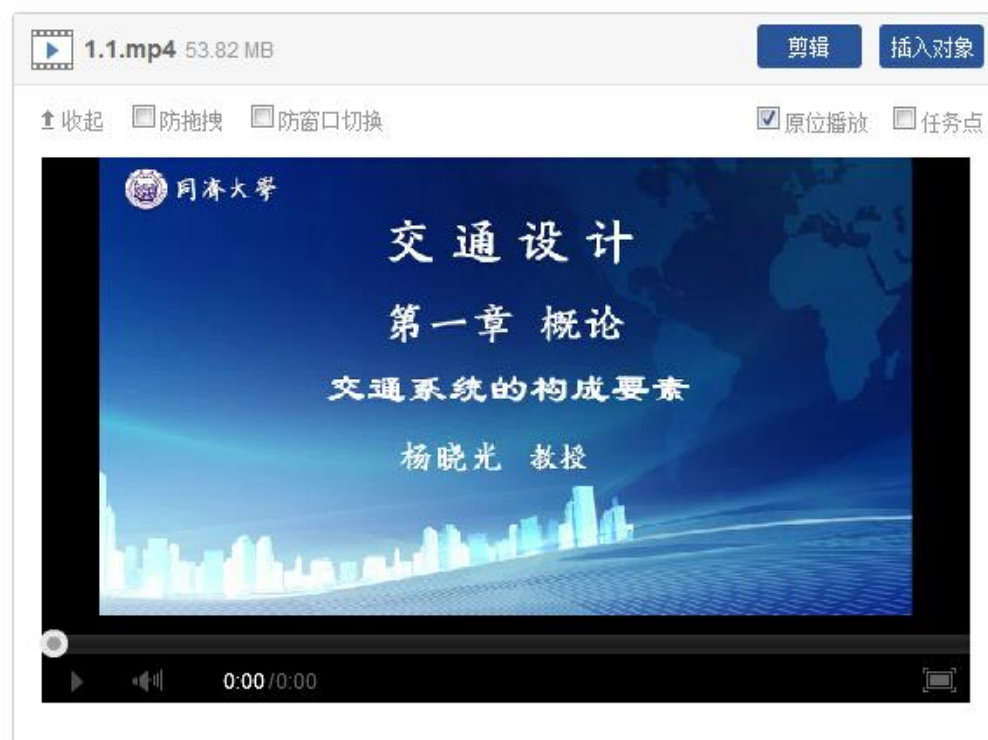 1.1.mp4 53.82 MB 剪辑 插入对象
收起 防拖拽 防窗口切换 原位播放 任务点
同濟大學
交通设计
第一章 概论
交通系统的构成要素
杨晓光 教授
0:00/0:00